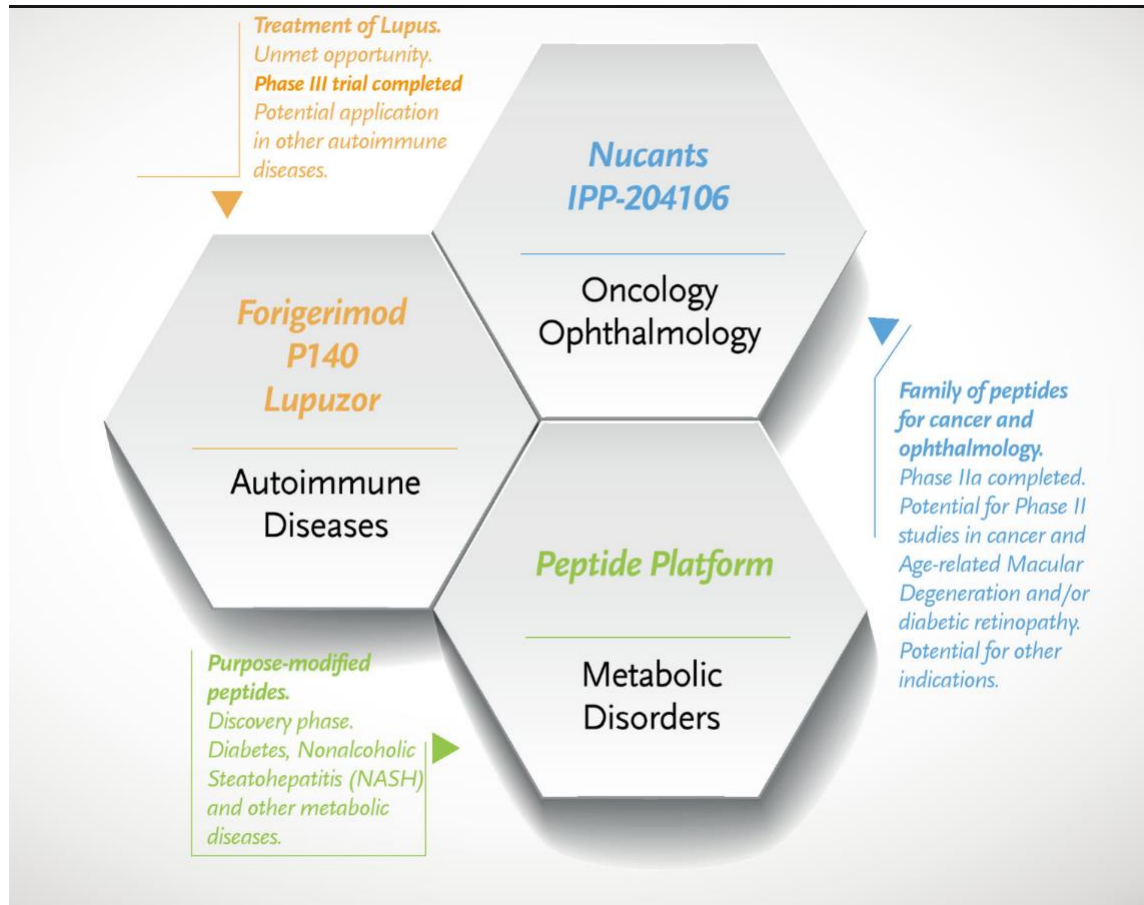 Treatment of Lupus.
Unmet opportunity.
Phase III trial completed
Potential application
in other autoimmune
diseases.
Nucants
IPP-204106
Oncology
Ophthalmology
Forigerimod
P140
Lupuzor
Autoimmune
Diseases
Family of peptides
for cancer and
ophthalmology.
Phase IIa completed.
Potential for Phase II
studies in cancer and
Age-related Macular
Degeneration and/or
diabetic retinopathy.
Potential for other
indications.
Peptide Platform
Metabolic
Disorders
Purpose-modified
peptides.
Discovery phase.
Diabetes, Nonalcoholic
Steatohepatitis (NASH)
and other metabolic
diseases.